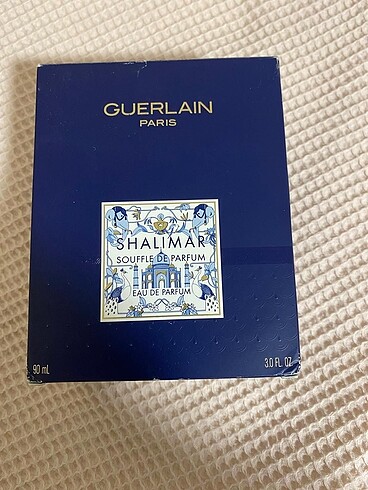 GUERLAIN
PARIS
SHALIMAR
SOUFFLE DE PARFUM
EAU DE PARFUM
90 mL 3.0 FL. OZ